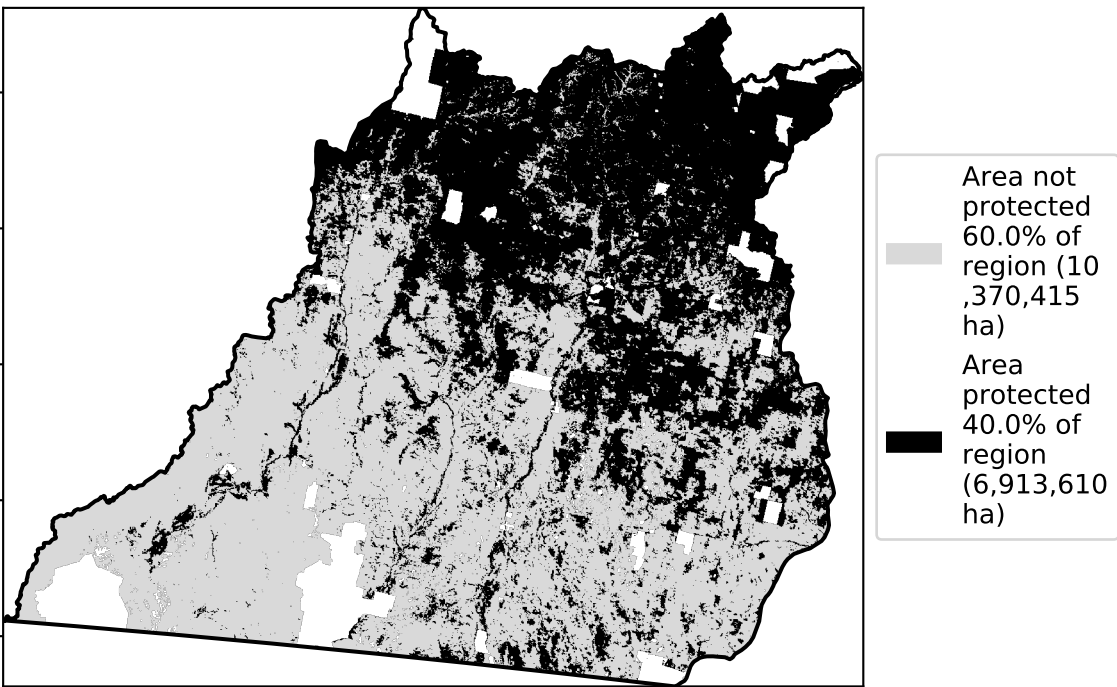 Area not
protected
60.0% of
region (10
,370,415
ha)
Area
protected
40.0% of
region
(6,913,610
ha)